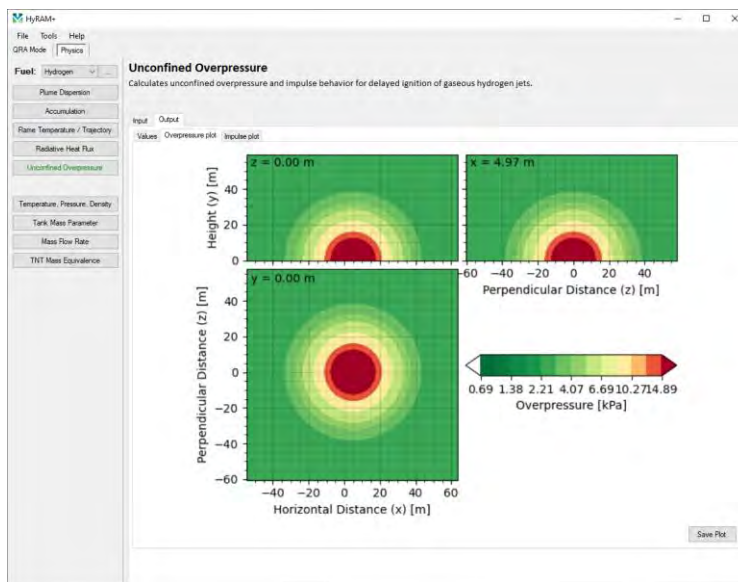 HyRAM+
File Tools Help
QRA Mode Physics
Fuel: Hydrogen ...
Plume Dispersion
Accumulation
Flame Temperature / Trajectory
Radiative Heat Flux
Unconfined Overpressure
Temperature, Pressure, Density
Tank Mass Parameter
Mass Flow Rate
TNT Mass Equivalence
Unconfined Overpressure
Calculates unconfined overpressure and impulse behavior for delayed ignition of gaseous hydrogen jets.
Input Output
Values Overpressure plot Impulse plot
z = 0.00 m
Height (y) [m]
40
20
0
x = 4.97 m
−60 −40 −20 0 20 40
Perpendicular Distance (z) [m]
y = 0.00 m
Perpendicular Distance (z) [m]
40
20
0
−20
−40
−60
−40 −20 0 20 40 60
Horizontal Distance (x) [m]
0.69 1.38 2.21 4.07 6.69 10.27 14.89
Overpressure [kPa]
Save Plot